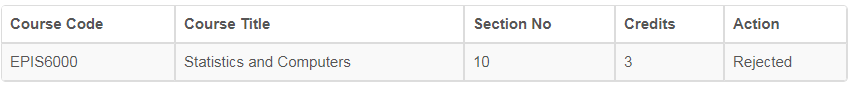 Course Code Course Title Section No Credits Action
EPIS6000 Statistics and Computers 10 3 Rejected